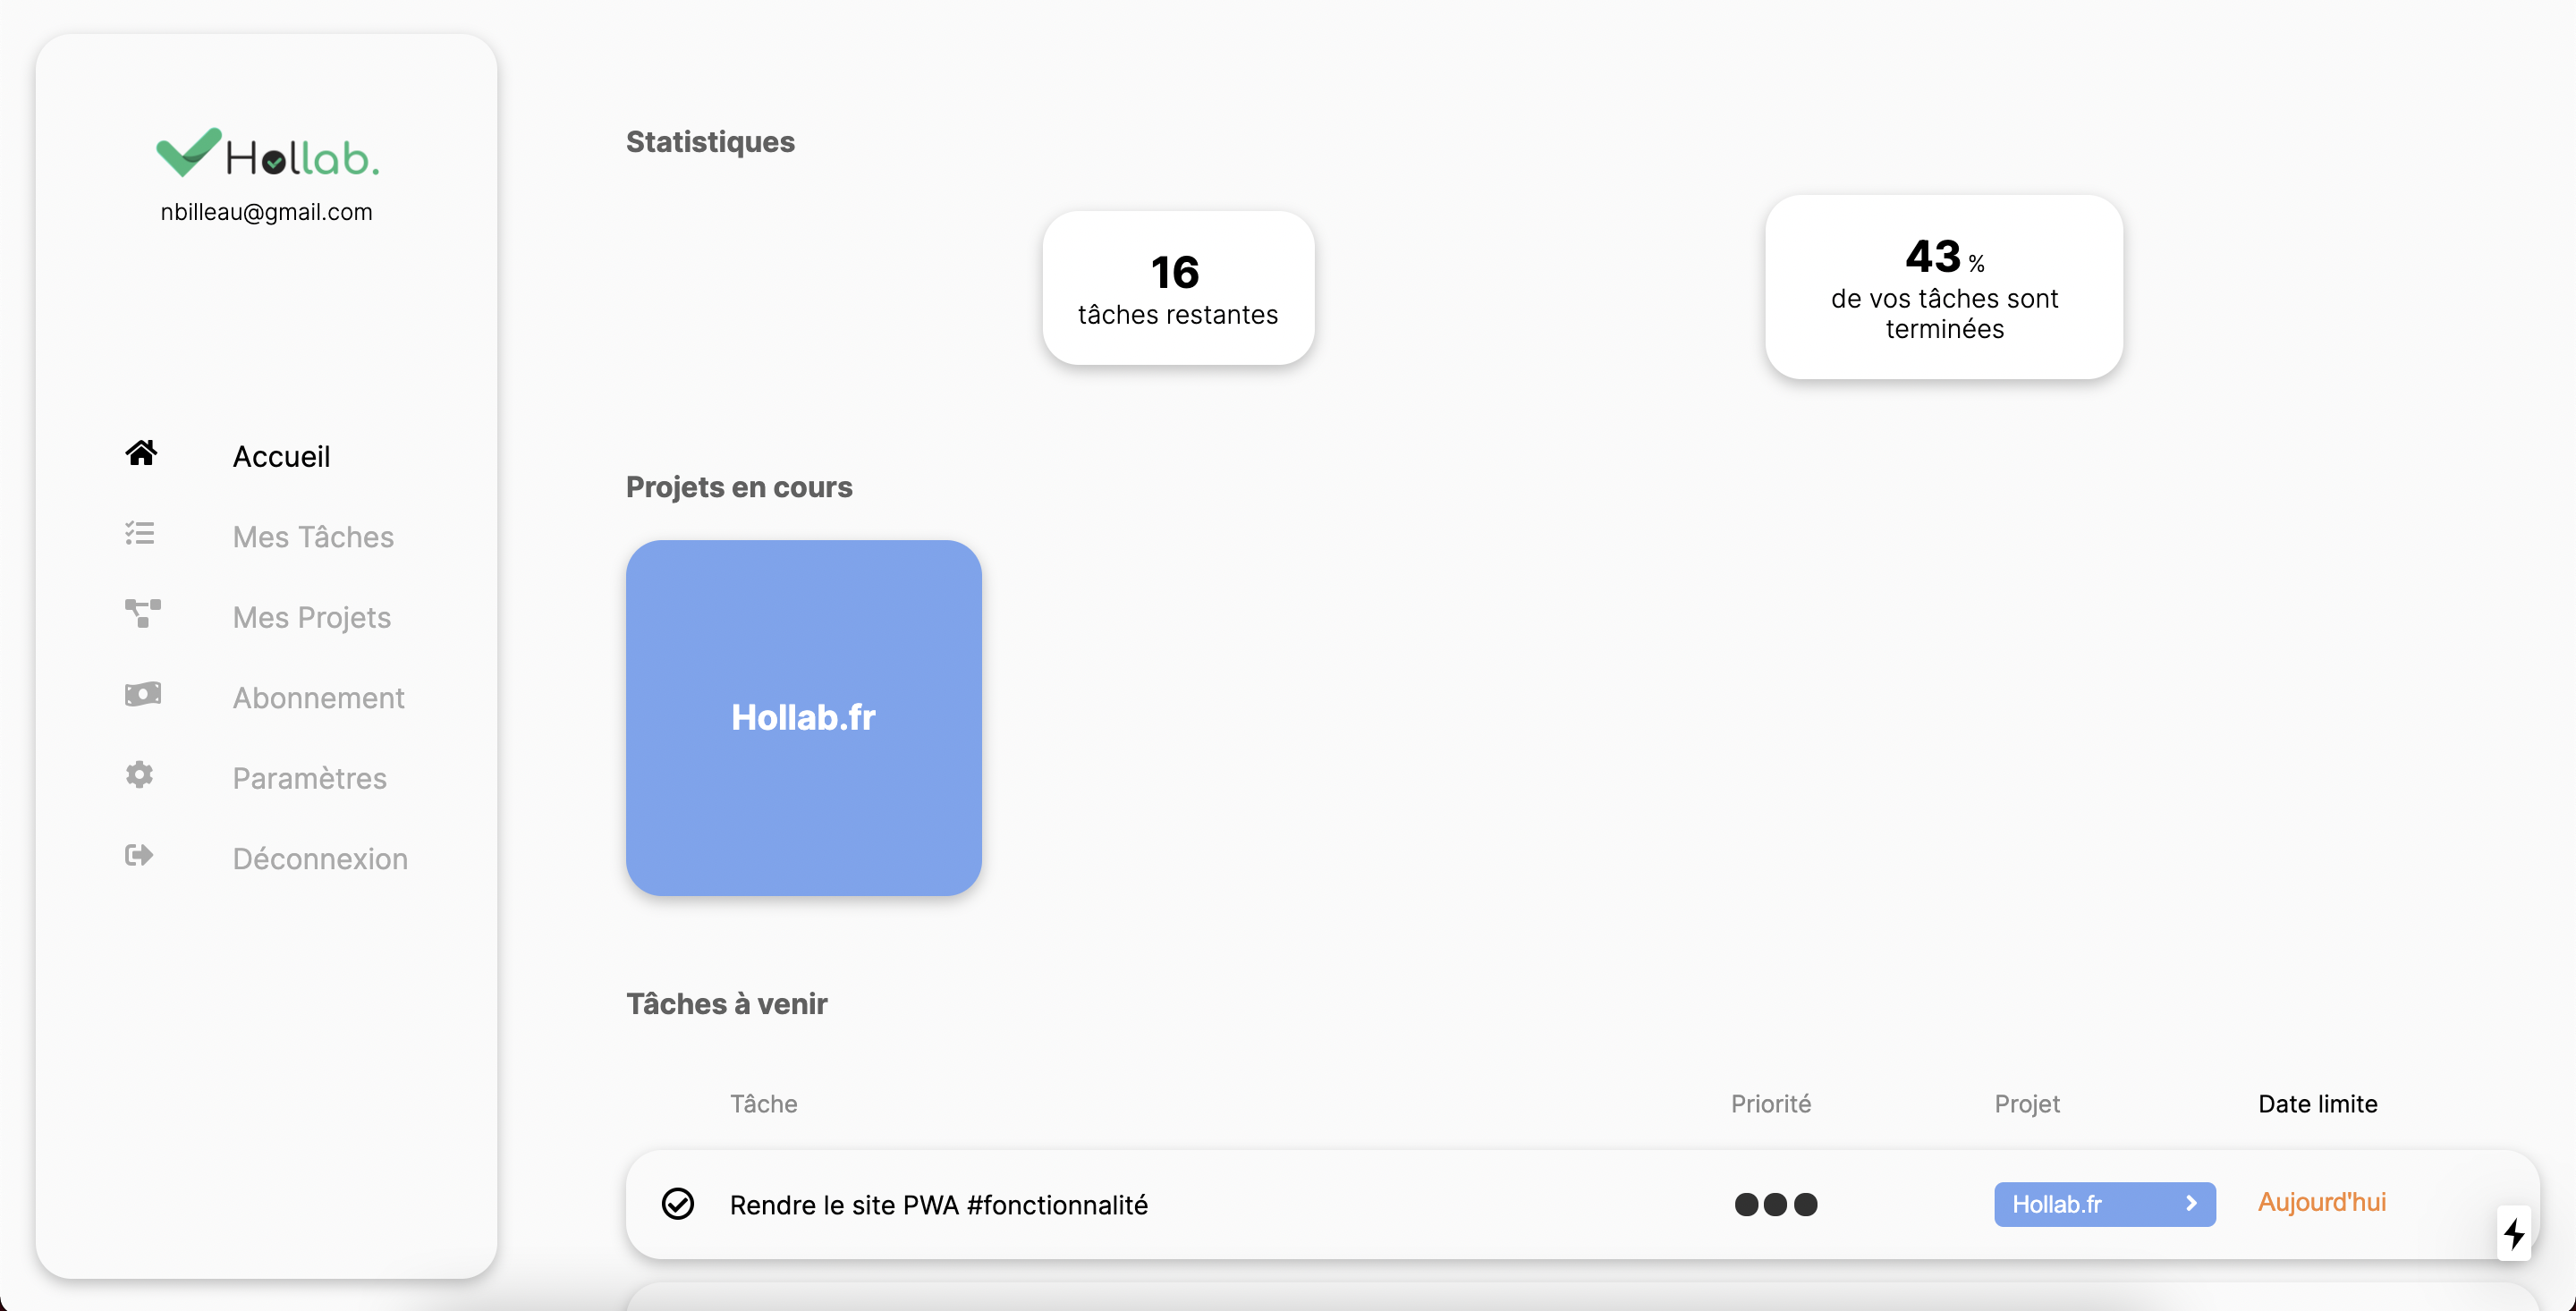 Hollab.
nbilleau@gmail.com
Accueil
Mes Tâches
Mes Projets
Abonnement
Paramètres
Déconnexion
Statistiques
16
tâches restantes
43 %
de vos tâches sont
terminées
Projets en cours
Hollab.fr
Tâches à venir
Tâche Priorité Projet Date limite
Rendre le site PWA #fonctionnalité Hollab.fr Aujourd'hui